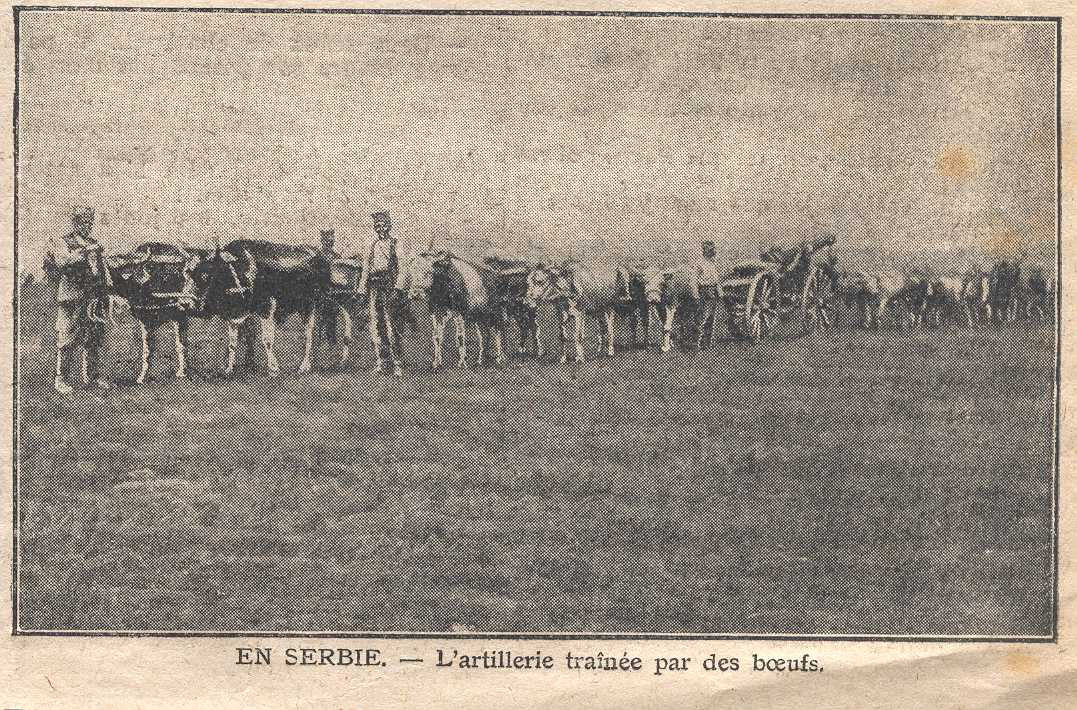 EN SERBIE. — L'artillerie traînée par des bœufs.